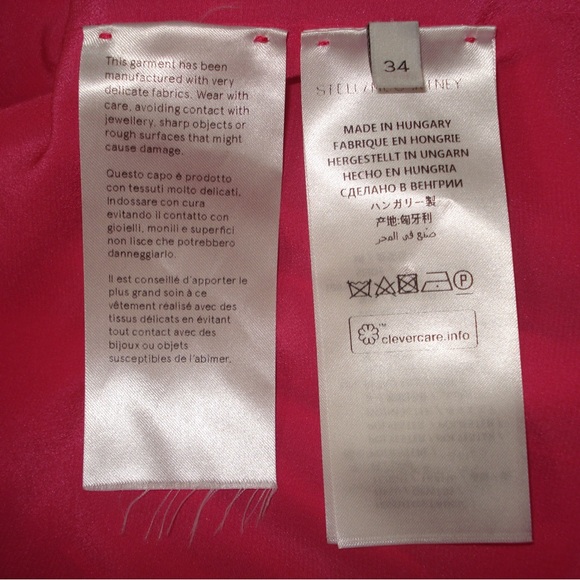 This garment has been
manufactured with very
delicate fabrics. Wear with
care, avoiding contact with
jewellery, sharp objects or
rough surfaces that might
cause damage.
Questo capo è prodotto
con tessuti molto delicati.
Indossare con cura
evitando il contatto con
gioielli, monili e superfici
non lisce che potrebbero
danneggiarlo.
Il est conseillé d'apporter le
plus grand soin à ce
vêtement réalisé avec des
tissus délicats en évitant
tout contact avec des
bijoux ou objets
susceptibles de l'abimer.
34
MADE IN HUNGARY
FABRIQUE EN HONGRIE
HERGESTELLT IN UNGARN
HECHO EN HUNGRIA
СДЕЛАНО В ВЕНГРИИ
ハンガリー製
产地:匈牙利
صنع في المجر
P
clevercare.info
TM